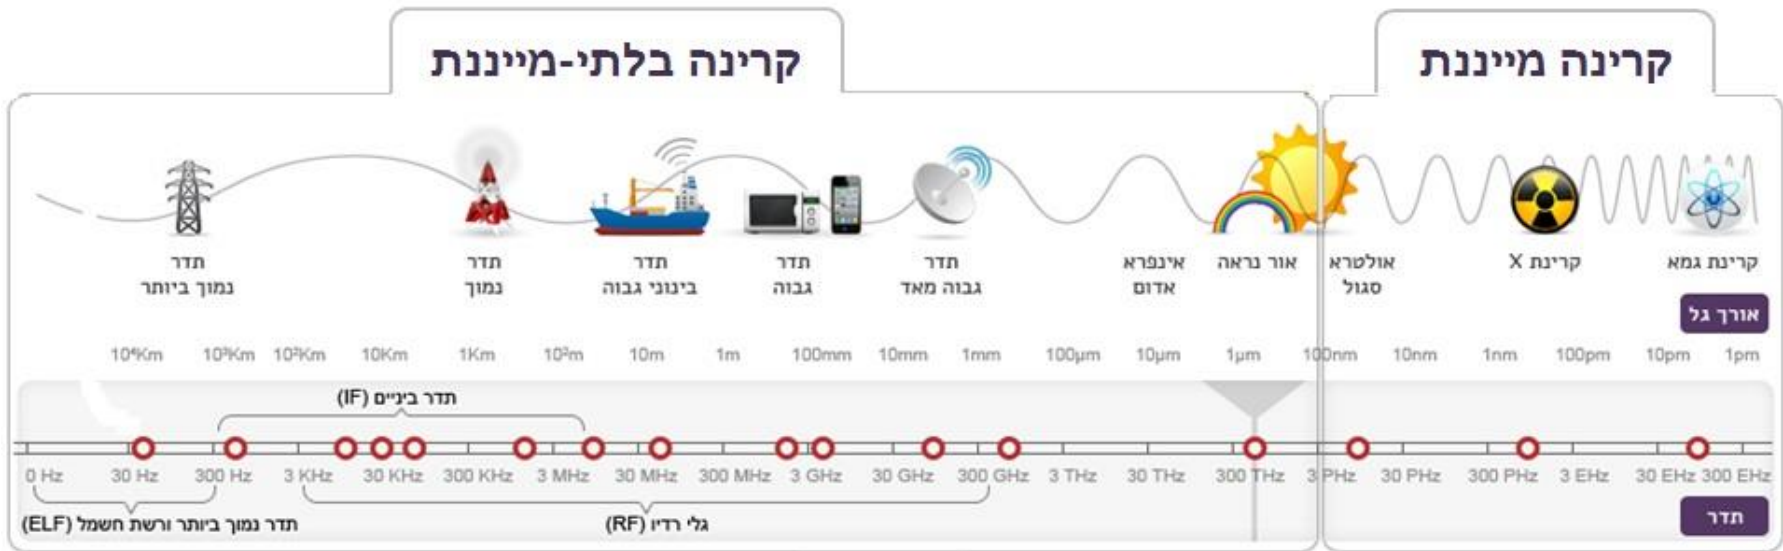 קרינה בלתי-מייננת
קרינה מייננת
תדר
נמוך ביותר
תדר
נמוך
תדר
בינוני גבוה
תדר
גבוה
תדר
גבוה מאד
אינפרא
אדום
אור נראה
אולטרא
סגול
קרינת X
קרינת גמא
אורך גל
10⁴Km 10³Km 10²Km 10Km 1Km 10²m 10m 1m 100mm 10mm 1mm 100µm 10µm 1µm 100nm 10nm 1nm 100pm 10pm 1pm
תדר ביניים (IF)
0 Hz 30 Hz 300 Hz 3 KHz 30 KHz 300 KHz 3 MHz 30 MHz 300 MHz 3 GHz 30 GHz 300 GHz 3 THz 30 THz 300 THz 3 PHz 30 PHz 300 PHz 3 EHz 30 EHz 300 EHz
תדר נמוך ביותר ורשת חשמל (ELF)
גלי רדיו (RF)
תדר